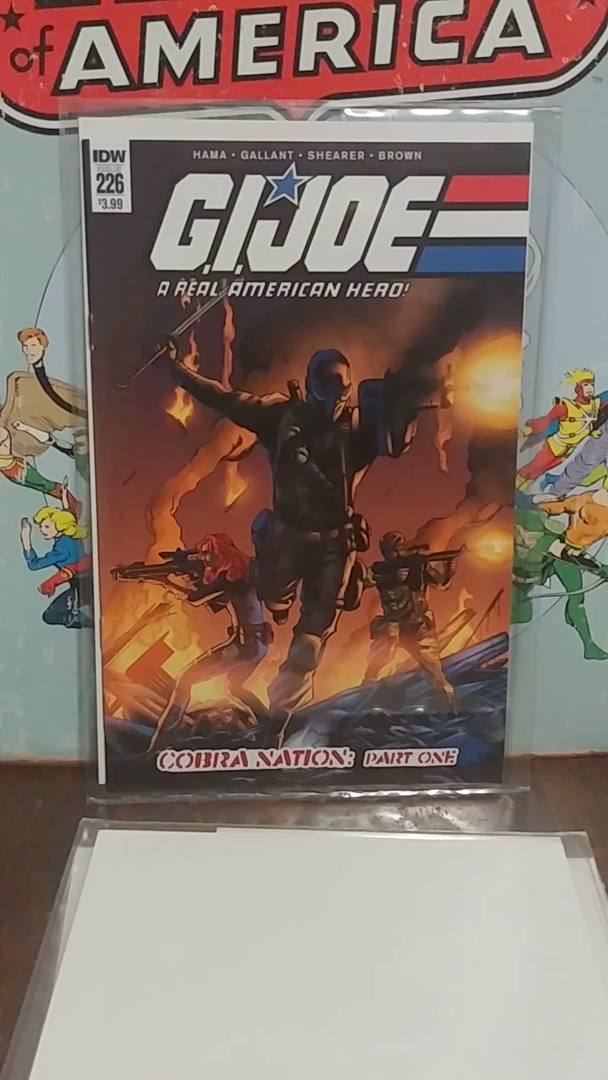 of AMERICA
IDW
226
$3.99
HAMA • GALLANT • SHEARER • BROWN
G.I.JOE
A REAL AMERICAN HERO!
COBRA NATION: PART ONE